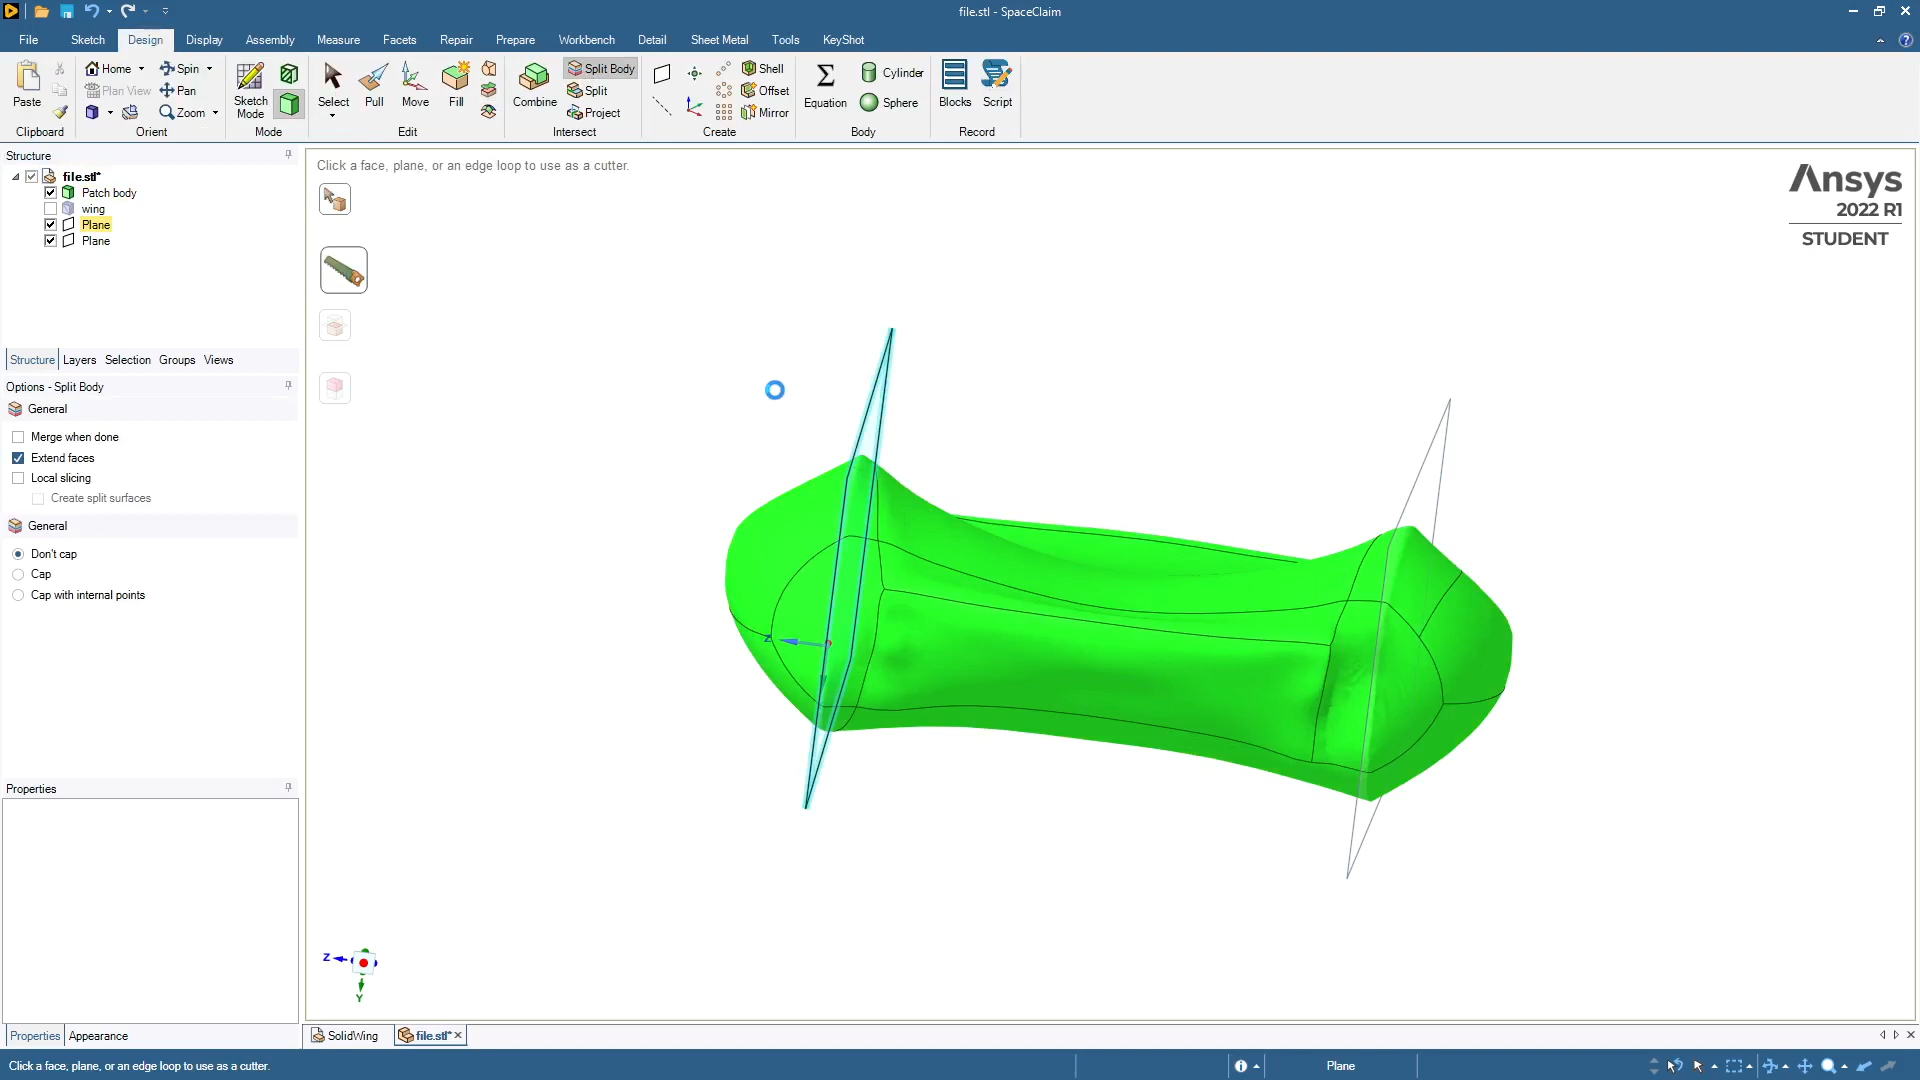 file.stl - SpaceClaim
File Sketch Design Display Assembly Measure Facets Repair Prepare Workbench Detail Sheet Metal Tools KeyShot
Paste
Clipboard
Home Spin
Plan View Pan
Zoom
Orient
Sketch Mode
Mode
Select Pull Move Fill
Edit
Combine
Split Body
Split
Project
Intersect
Shell
Offset
Mirror
Create
Equation
Cylinder
Sphere
Body
Blocks Script
Record
Structure
file.stl*
Patch body
wing
Plane
Plane
Structure Layers Selection Groups Views
Options - Split Body
General
Merge when done
Extend faces
Local slicing
Create split surfaces
General
Don't cap
Cap
Cap with internal points
Properties
Properties Appearance
Click a face, plane, or an edge loop to use as a cutter.
Ansys
2022 R1
STUDENT
Z
Z
Y
SolidWing file.stl*
Click a face, plane, or an edge loop to use as a cutter.
Plane